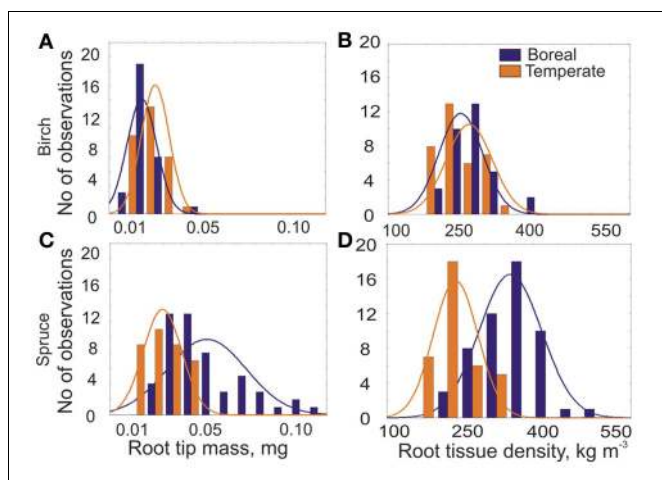 A
20
16
12
8
4
0
Birch
No of observations
0.01 0.05 0.10
B
Boreal
Temperate
20
16
12
8
4
0
100 250 400 550
C
20
16
12
8
4
0
Spruce
No of observations
0.01 0.05 0.10
Root tip mass, mg
D
20
16
12
8
4
0
100 250 400 550
Root tissue density, kg m⁻³